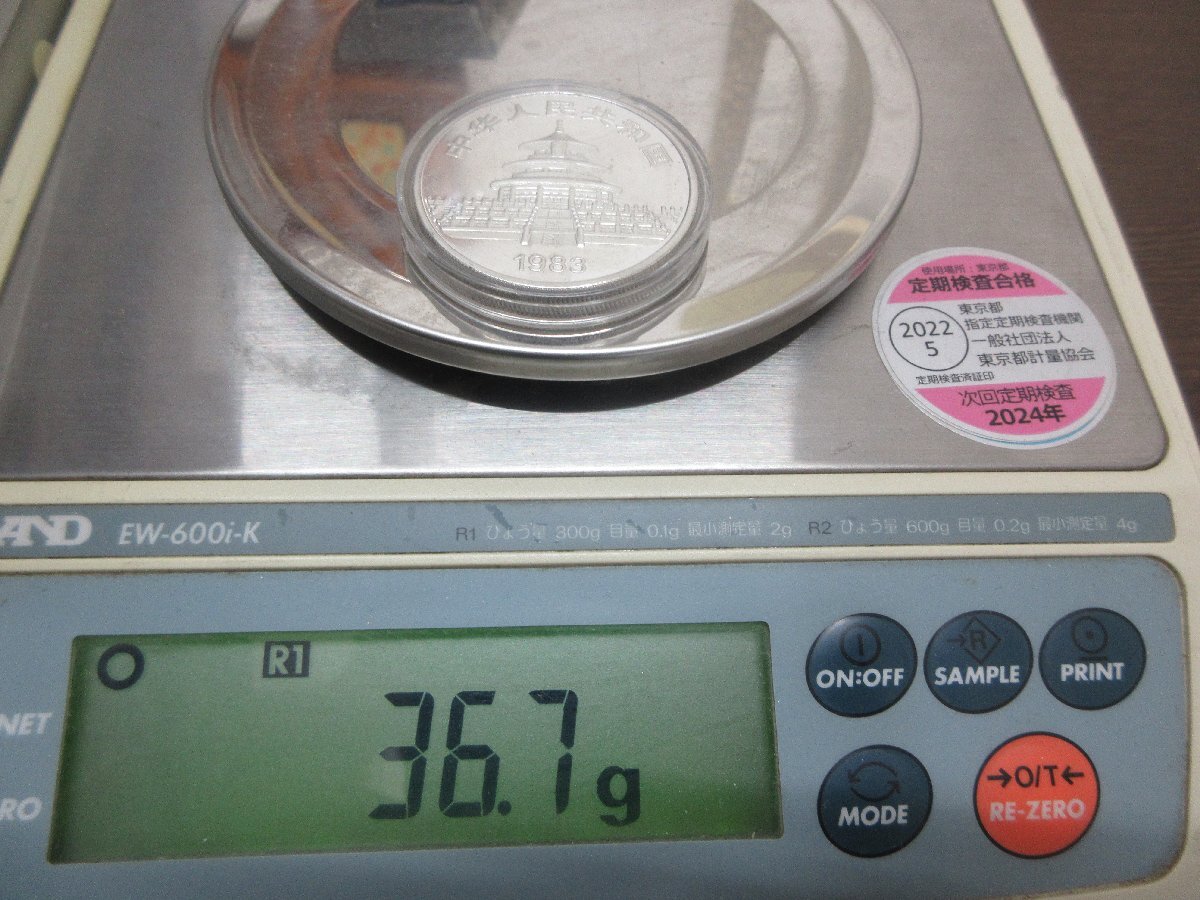 中华人民共和国
1983
使用場所:東京都
定期検査合格
2022
5
東京都
指定定期検査機関
一般社団法人
東京都計量協会
定期検査済証印
次回定期検査
2024年
AND EW-600i-K R1 ひょう量 300g 目量 0.1g 最小測定量 2g R2 ひょう量 600g 目量 0.2g 最小測定量 4g
R1
36.7g
NET
ON:OFF
R
SAMPLE
PRINT
MODE
→O/T←
RE-ZERO